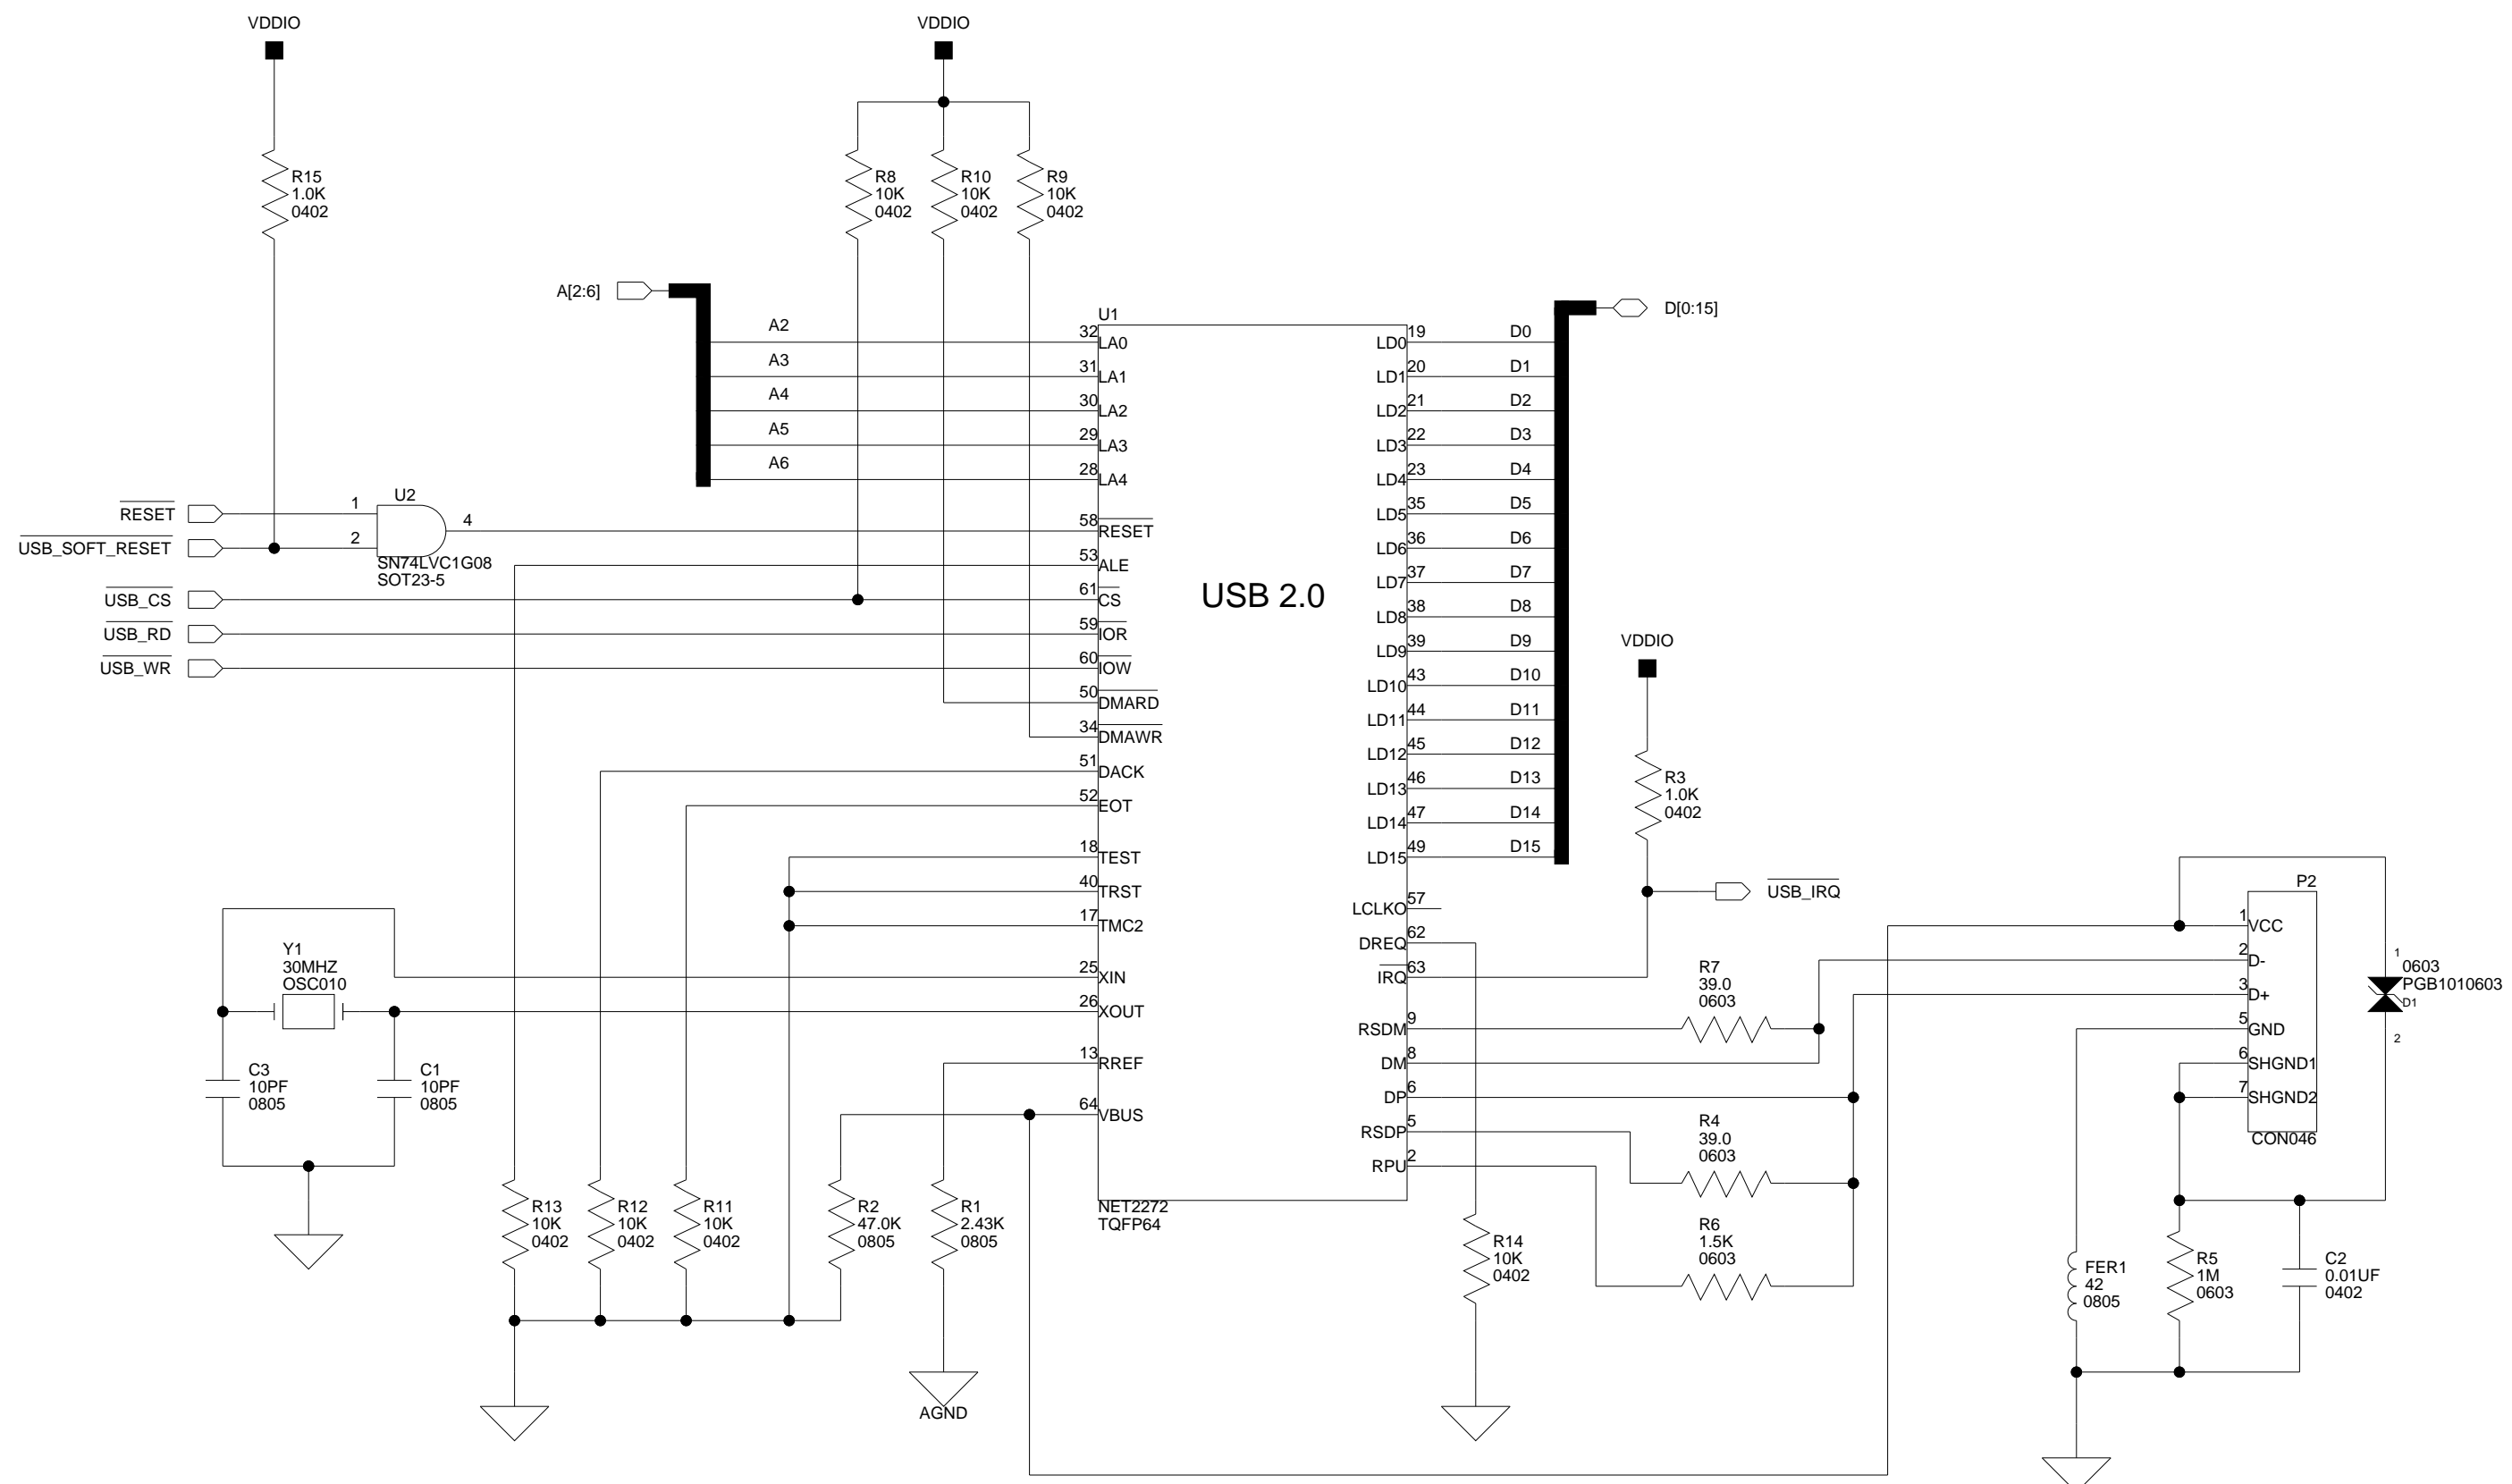 VDDIO
VDDIO
R15
1.0K
0402
R8
10K
0402
R10
10K
0402
R9
10K
0402
A[2:6]
D[0:15]
U1
A2
32
LA0
A3
31
LA1
A4
30
LA2
A5
29
LA3
A6
28
LA4
19
LD0
D0
20
LD1
D1
21
LD2
D2
22
LD3
D3
23
LD4
D4
35
LD5
D5
36
LD6
D6
37
LD7
D7
38
LD8
D8
39
LD9
D9
43
LD10
D10
44
LD11
D11
45
LD12
D12
46
LD13
D13
47
LD14
D14
49
LD15
D15
RESET
USB_SOFT_RESET
1
2
U2
4
SN74LVC1G08
SOT23-5
USB_CS
USB_RD
USB_WR
58
RESET
53
ALE
61
CS
59
IOR
60
IOW
50
DMARD
34
DMAWR
51
DACK
52
EOT
18
TEST
40
TRST
17
TMC2
25
XIN
26
XOUT
13
RREF
64
VBUS
USB 2.0
VDDIO
R3
1.0K
0402
USB_IRQ
57
LCLKO
62
DREQ
63
IRQ
9
RSDM
8
DM
6
DP
5
RSDP
2
RPU
NET2272
TQFP64
Y1
30MHZ
OSC010
C3
10PF
0805
C1
10PF
0805
R13
10K
0402
R12
10K
0402
R11
10K
0402
R2
47.0K
0805
R1
2.43K
0805
AGND
R14
10K
0402
R7
39.0
0603
R4
39.0
0603
R6
1.5K
0603
P2
1
VCC
2
D-
3
D+
5
GND
6
SHGND1
7
SHGND2
CON046
1
0603
PGB1010603
D1
2
FER1
42
0805
R5
1M
0603
C2
0.01UF
0402